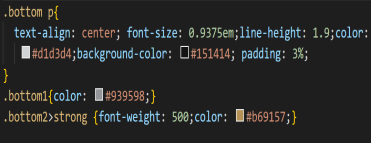 .bottom p{
text-align: center; font-size: 0.9375em;line-height: 1.9;color:
#d1d3d4;background-color: #151414; padding: 3%;
}
.bottom1{color: #939598;}
.bottom2>strong {font-weight: 500;color: #b69157;}